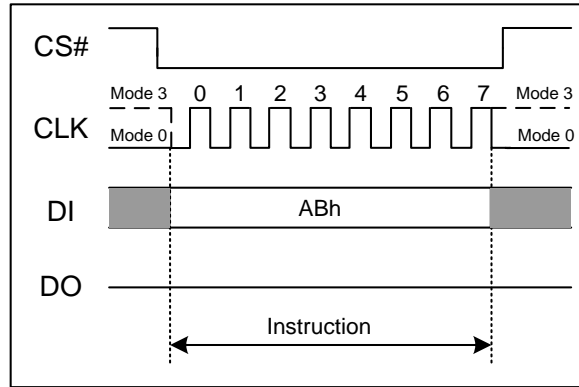 CS#
Mode 3 0 1 2 3 4 5 6 7 Mode 3
CLK
Mode 0 Mode 0
DI ABh
DO
Instruction